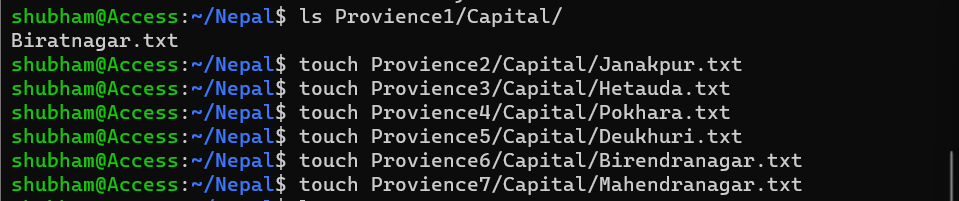 shubham@Access:~/Nepal$ ls Provience1/Capital/
Biratnagar.txt
shubham@Access:~/Nepal$ touch Provience2/Capital/Janakpur.txt
shubham@Access:~/Nepal$ touch Provience3/Capital/Hetauda.txt
shubham@Access:~/Nepal$ touch Provience4/Capital/Pokhara.txt
shubham@Access:~/Nepal$ touch Provience5/Capital/Deukhuri.txt
shubham@Access:~/Nepal$ touch Provience6/Capital/Birendranagar.txt
shubham@Access:~/Nepal$ touch Provience7/Capital/Mahendranagar.txt